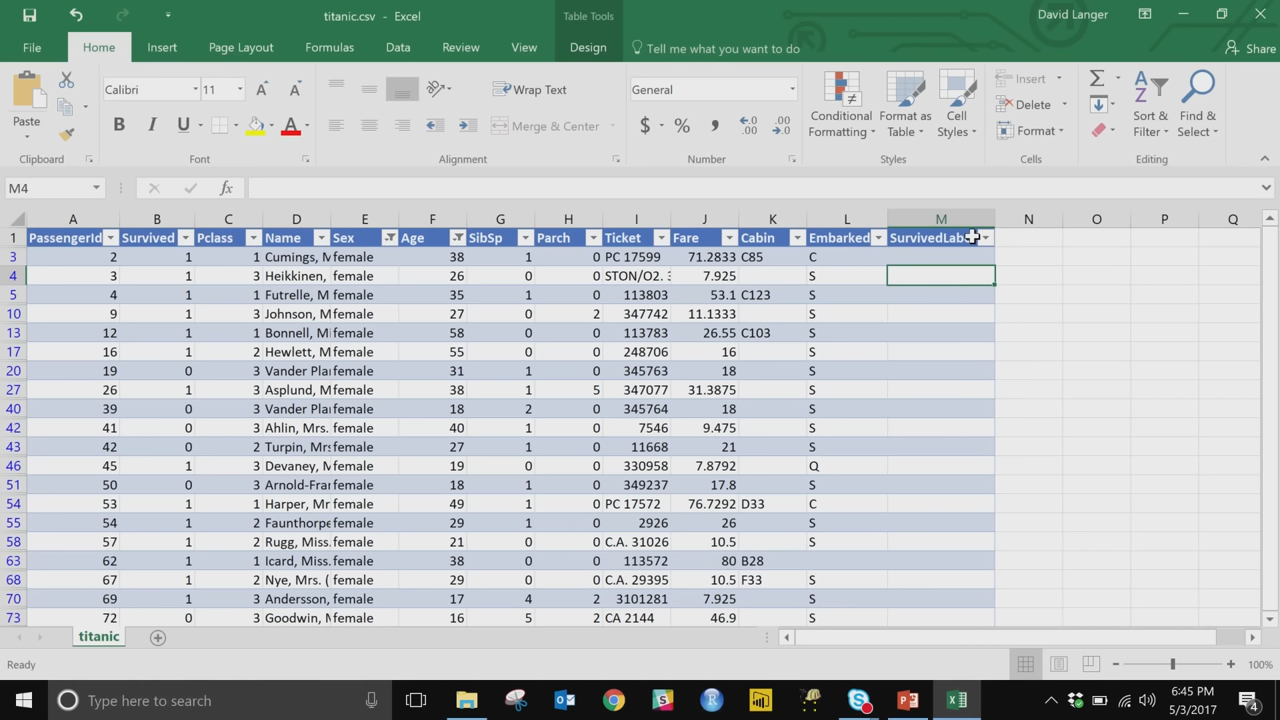 titanic.csv - Excel
Table Tools
David Langer
File Home Insert Page Layout Formulas Data Review View Design Tell me what you want to do Share
Paste
Calibri 11 A A
Wrap Text
General
Conditional Formatting
Format as Table
Cell Styles
Insert
Delete
Format
Sort & Filter
Find & Select
B I U A
Merge & Center
$ % ,
Clipboard Font Alignment Number Styles Cells Editing
M4 fx
A B C D E F G H I J K L M N O P Q
1 PassengerId Survived Pclass Name Sex Age SibSp Parch Ticket Fare Cabin Embarked
3 2 1 1 Cumings, M female 38 1 0 PC 17599 71.2833 C85 C
4 3 1 3 Heikkinen, female 26 0 0 STON/O2. 7.925 S
5 4 1 1 Futrelle, M female 35 1 0 113803 53.1 C123 S
10 9 1 3 Johnson, M female 27 0 2 347742 11.1333 S
13 12 1 1 Bonnell, M female 58 0 0 113783 26.55 C103 S
17 16 1 2 Hewlett, M female 55 0 0 248706 16 S
20 19 0 3 Vander Pla female 31 1 0 345763 18 S
27 26 1 3 Asplund, M female 38 1 5 347077 31.3875 S
40 39 0 3 Vander Pla female 18 2 0 345764 18 S
42 41 0 3 Ahlin, Mrs. female 40 1 0 7546 9.475 S
43 42 0 2 Turpin, Mrs female 27 1 0 11668 21 S
46 45 1 3 Devaney, M female 19 0 0 330958 7.8792 Q
51 50 0 3 Arnold-Fran female 18 1 0 349237 17.8 S
54 53 1 1 Harper, Mr female 49 1 0 PC 17572 76.7292 D33 C
55 54 1 2 Faunthorpe female 29 1 0 2926 26 S
58 57 1 2 Rugg, Miss. female 21 0 0 C.A. 31026 10.5 S
63 62 1 1 Icard, Miss. female 38 0 0 113572 80 B28
68 67 1 2 Nye, Mrs. ( female 29 0 0 C.A. 29395 10.5 F33 S
70 69 1 3 Andersson, female 17 4 2 3101281 7.925 S
73 72 0 3 Goodwin, M female 16 5 2 CA 2144 46.9 S
titanic
Ready 100%
Type here to search
6:45 PM
5/3/2017
4